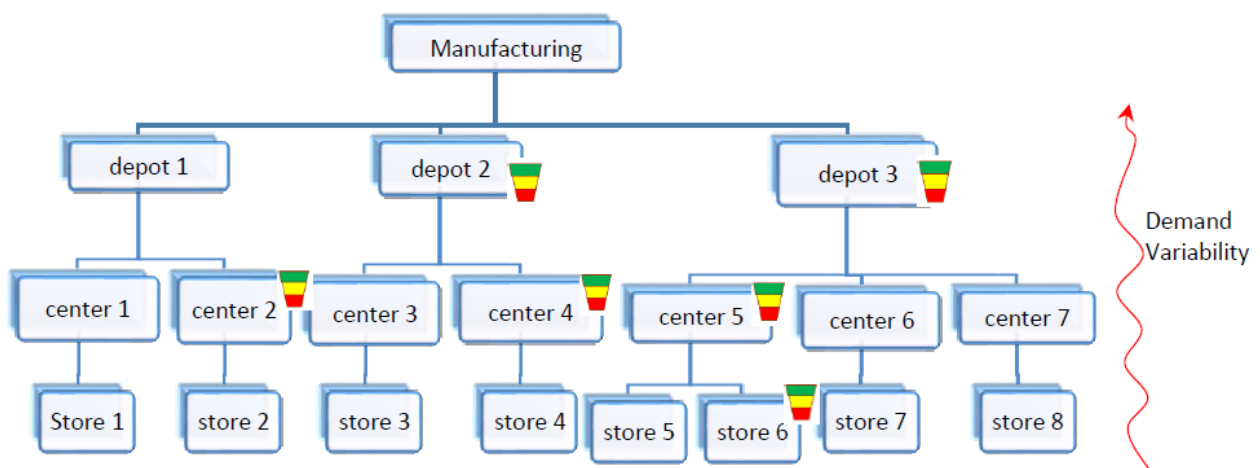 Manufacturing
depot 1
depot 2
depot 3
Demand
Variability
center 1
center 2
center 3
center 4
center 5
center 6
center 7
Store 1
store 2
store 3
store 4
store 5
store 6
store 7
store 8